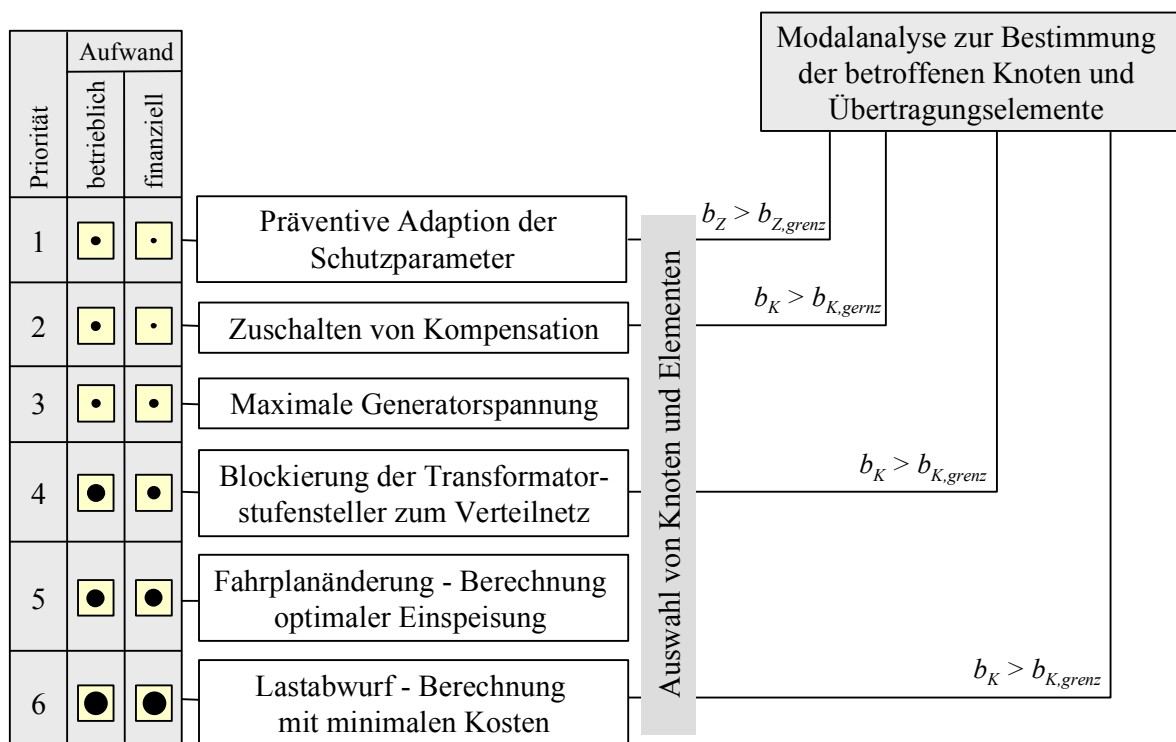 Modalanalyse zur Bestimmung
der betroffenen Knoten und
Übertragungselemente
Aufwand
Priorität
betrieblich
finanziell
1
Präventive Adaption der
Schutzparameter
b_Z > b_Z,grenz
2
Zuschalten von Kompensation
b_K > b_K,gernz
3
Maximale Generatorspannung
4
Blockierung der Transformator-
stufensteller zum Verteilnetz
b_K > b_K,grenz
5
Fahrplanänderung - Berechnung
optimaler Einspeisung
6
Lastabwurf - Berechnung
mit minimalen Kosten
b_K > b_K,grenz
Auswahl von Knoten und Elementen